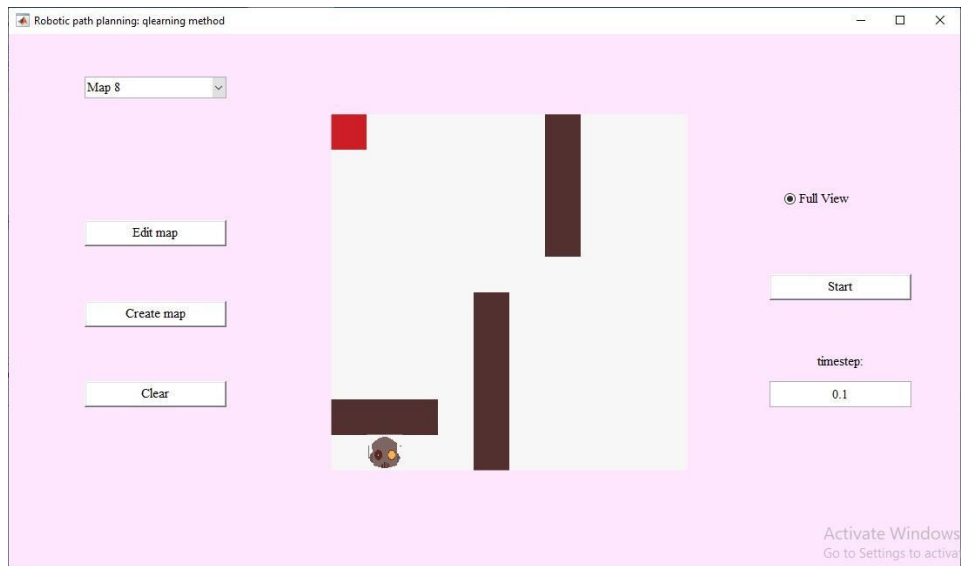 Robotic path planning: qlearning method
Map 8
Full View
Edit map
Start
Create map
timestep:
0.1
Clear
Activate Windows
Go to Settings to activa